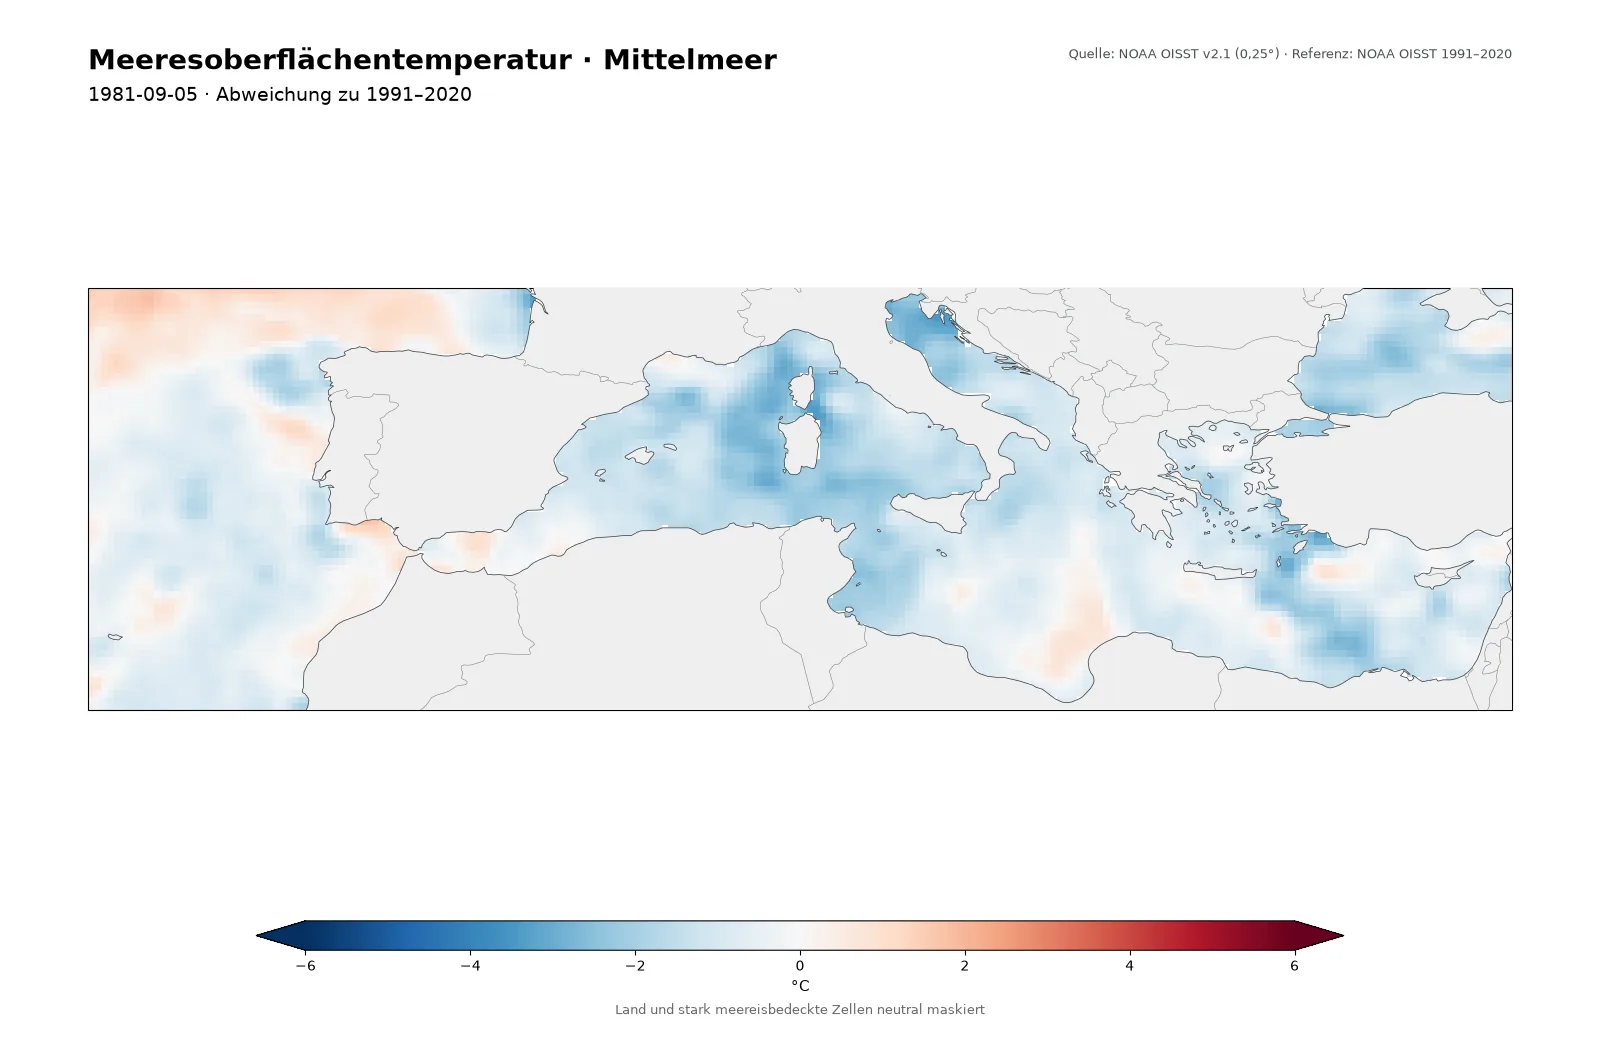 Meeresoberflächentemperatur · Mittelmeer
Quelle: NOAA OISST v2.1 (0,25°) · Referenz: NOAA OISST 1991–2020
1981-09-05 · Abweichung zu 1991–2020
−6 −4 −2 0 2 4 6
°C
Land und stark meereisbedeckte Zellen neutral maskiert